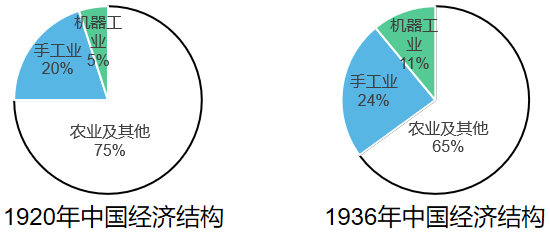 机器工
业
5%
手工业
20%
农业及其他
75%
1920年中国经济结构
机器工
业
11%
手工业
24%
农业及其他
65%
1936年中国经济结构